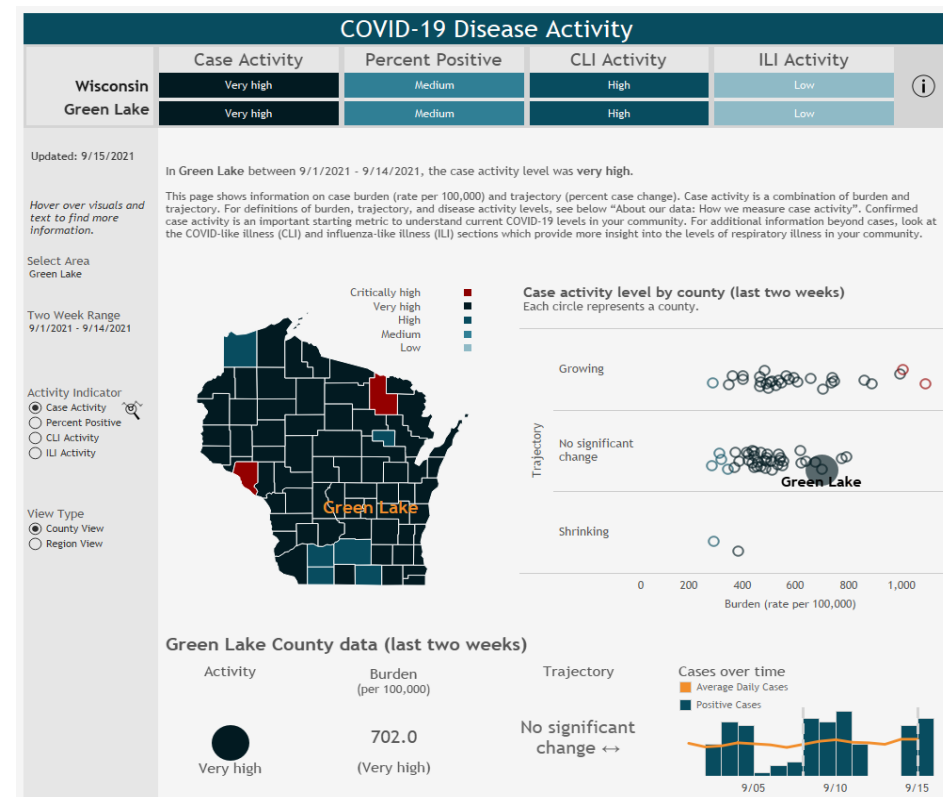 COVID-19 Disease Activity
Case Activity Percent Positive CLI Activity ILI Activity
Wisconsin Very high Medium High Low
Green Lake Very high Medium High Low
Updated: 9/15/2021
Hover over visuals and
text to find more
information.
Select Area
Green Lake
Two Week Range
9/1/2021 - 9/14/2021
Activity Indicator
Case Activity
Percent Positive
CLI Activity
ILI Activity
View Type
County View
Region View
In Green Lake between 9/1/2021 - 9/14/2021, the case activity level was very high.
This page shows information on case burden (rate per 100,000) and trajectory (percent case change). Case activity is a combination of burden and
trajectory. For definitions of burden, trajectory, and disease activity levels, see below “About our data: How we measure case activity”. Confirmed
case activity is an important starting metric to understand current COVID-19 levels in your community. For additional information beyond cases, look at
the COVID-like illness (CLI) and influenza-like illness (ILI) sections which provide more insight into the levels of respiratory illness in your community.
Critically high
Very high
High
Medium
Low
Green Lake
Case activity level by county (last two weeks)
Each circle represents a county.
Trajectory
Growing
No significant
change
Green Lake
Shrinking
0 200 400 600 800 1,000
Burden (rate per 100,000)
Green Lake County data (last two weeks)
Activity
Very high
Burden
(per 100,000)
702.0
(Very high)
Trajectory
No significant
change ↔
Cases over time
Average Daily Cases
Positive Cases
9/05 9/10 9/15